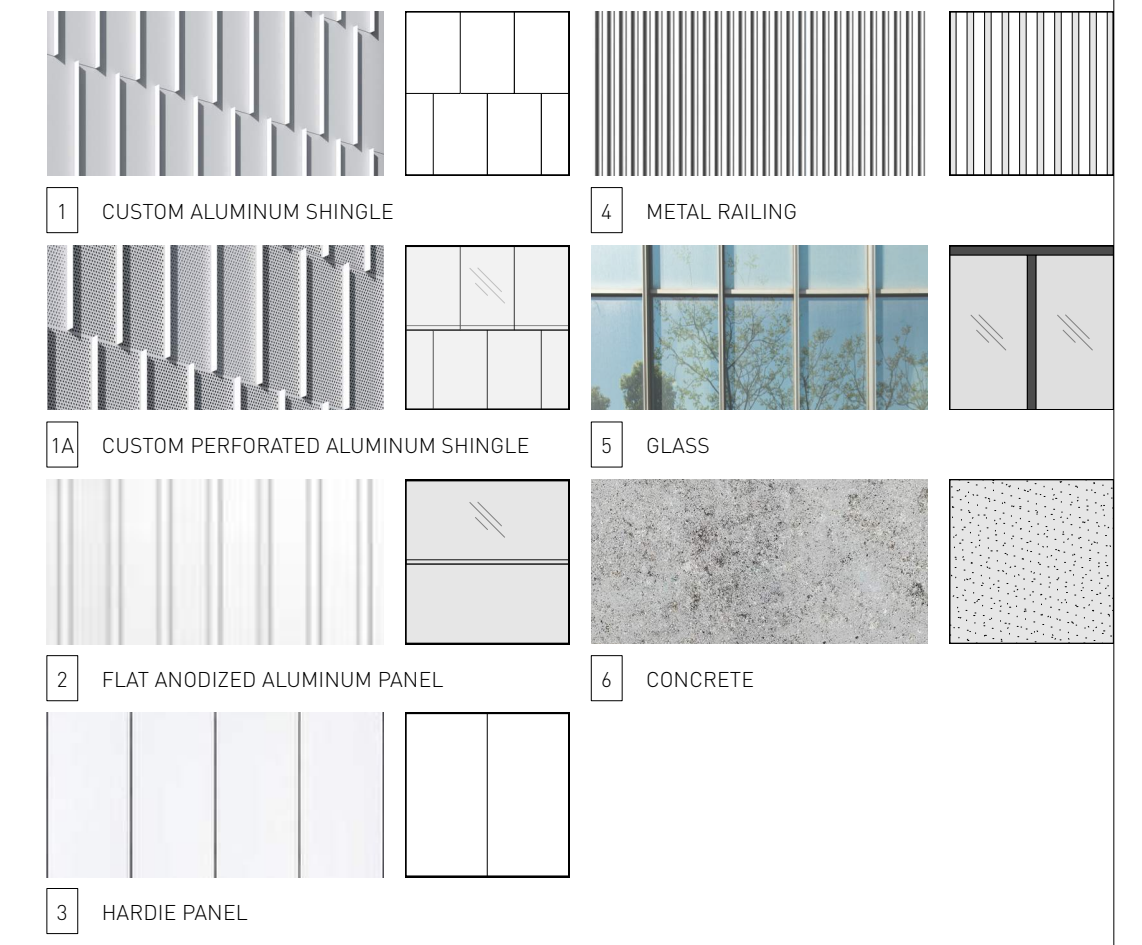 1 CUSTOM ALUMINUM SHINGLE
4 METAL RAILING
1A CUSTOM PERFORATED ALUMINUM SHINGLE
5 GLASS
2 FLAT ANODIZED ALUMINUM PANEL
6 CONCRETE
3 HARDIE PANEL